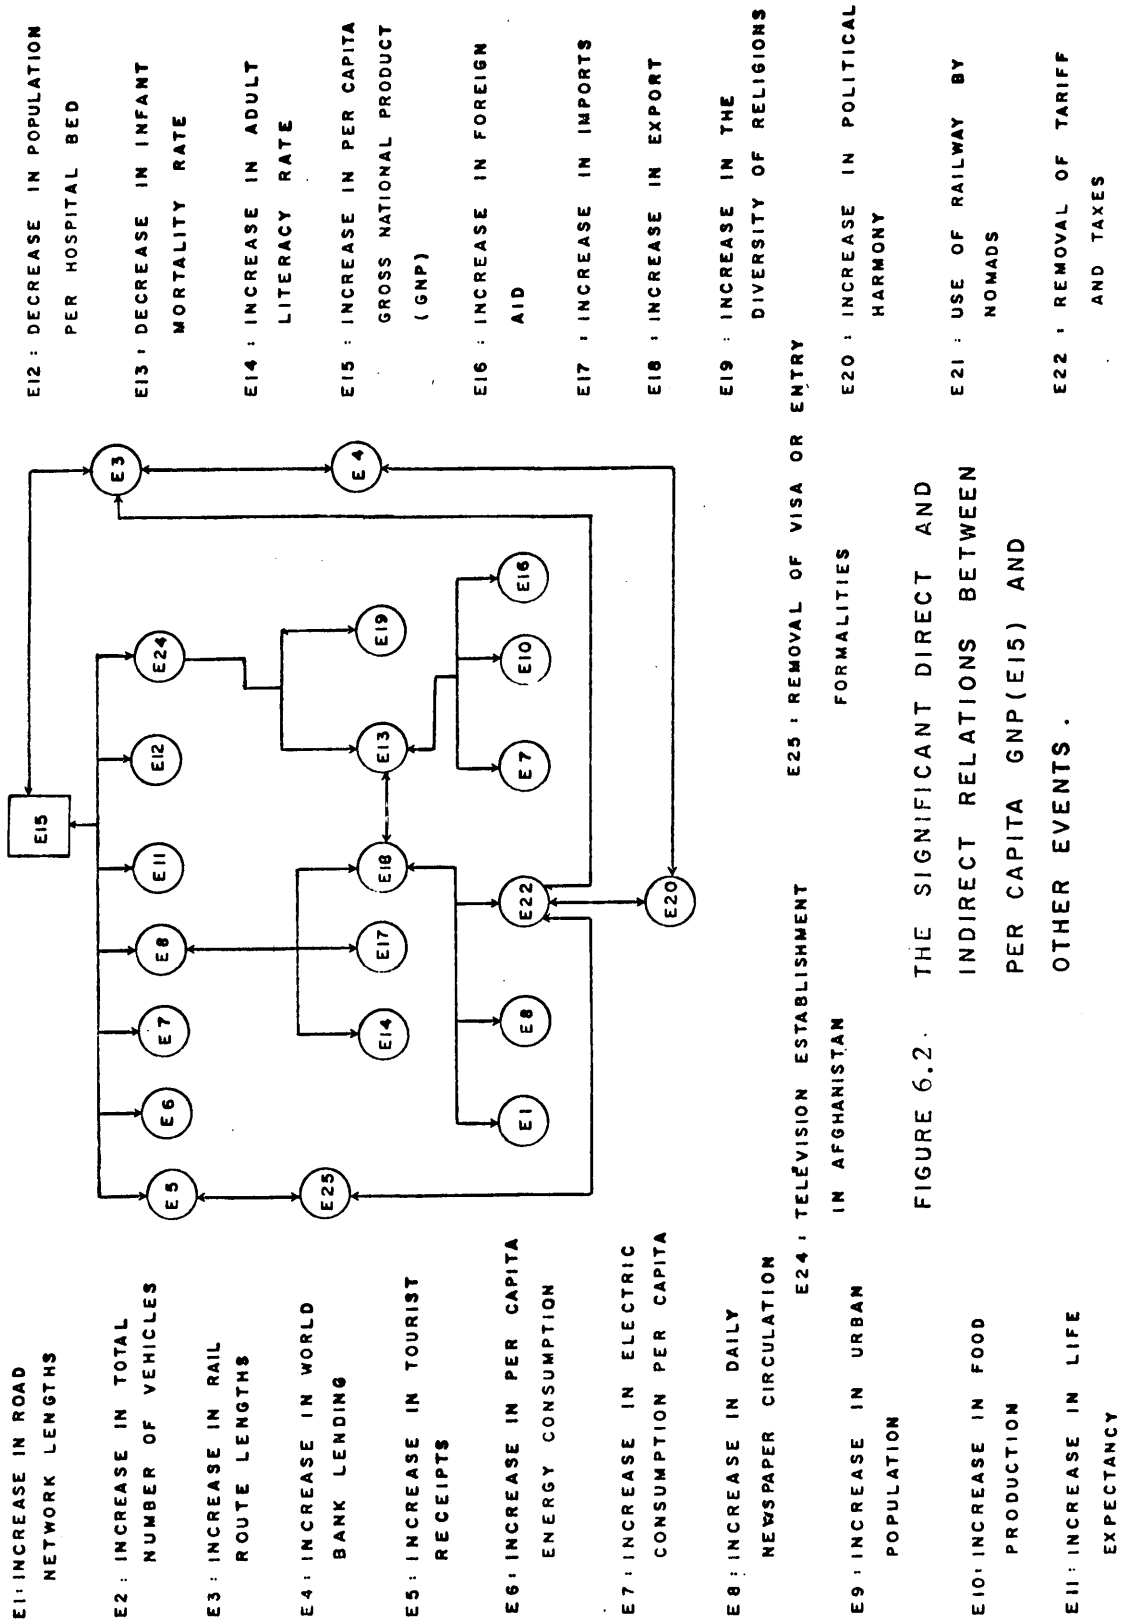 E1: INCREASE IN ROAD
NETWORK LENGTHS
E2: INCREASE IN TOTAL
NUMBER OF VEHICLES
E3: INCREASE IN RAIL
ROUTE LENGTHS
E4: INCREASE IN WORLD
BANK LENDING
E5: INCREASE IN TOURIST
RECEIPTS
E6: INCREASE IN PER CAPITA
ENERGY CONSUMPTION
E7: INCREASE IN ELECTRIC
CONSUMPTION PER CAPITA
E8: INCREASE IN DAILY
NEWSPAPER CIRCULATION
E9: INCREASE IN URBAN
POPULATION
E10: INCREASE IN FOOD
PRODUCTION
E11: INCREASE IN LIFE
EXPECTANCY
E15
E5
E6
E7
E8
E11
E12
E24
E3
E25
E14
E17
E18
E13
E19
E4
E1
E8
E22
E7
E10
E16
E20
E12: DECREASE IN POPULATION
PER HOSPITAL BED
E13: DECREASE IN INFANT
MORTALITY RATE
E14: INCREASE IN ADULT
LITERACY RATE
E15: INCREASE IN PER CAPITA
GROSS NATIONAL PRODUCT
(GNP)
E16: INCREASE IN FOREIGN
AID
E17: INCREASE IN IMPORTS
E18: INCREASE IN EXPORT
E19: INCREASE IN THE
DIVERSITY OF RELIGIONS
E20: INCREASE IN POLITICAL
HARMONY
E21: USE OF RAILWAY BY
NOMADS
E22: REMOVAL OF TARIFF
AND TAXES
E24: TELEVISION ESTABLISHMENT
IN AFGHANISTAN
E25: REMOVAL OF VISA OR ENTRY
FORMALITIES
FIGURE 6.2. THE SIGNIFICANT DIRECT AND
INDIRECT RELATIONS BETWEEN
PER CAPITA GNP(E15) AND
OTHER EVENTS.